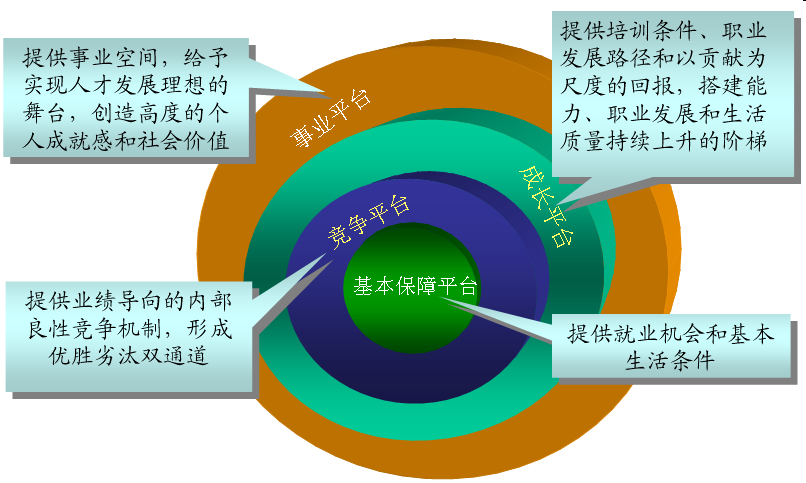 提供事业空间，给予
实现人才发展理想的
舞台，创造高度的个
人成就感和社会价值
提供培训条件、职业
发展路径和以贡献为
尺度的回报，搭建能
力、职业发展和生活
质量持续上升的阶梯
事业平台
成长平台
竞争平台
基本保障平台
提供业绩导向的内部
良性竞争机制，形成
优胜劣汰双通道
提供就业机会和基本
生活条件